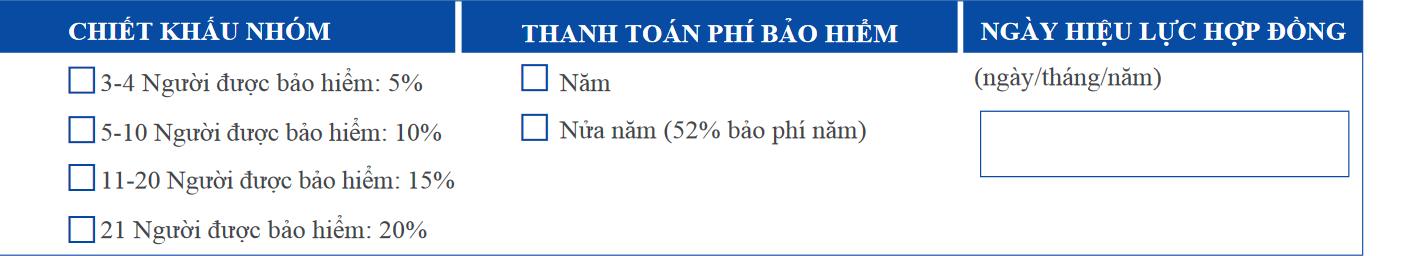 CHIẾT KHẤU NHÓM
3-4 Người được bảo hiểm: 5%
5-10 Người được bảo hiểm: 10%
11-20 Người được bảo hiểm: 15%
21 Người được bảo hiểm: 20%
THANH TOÁN PHÍ BẢO HIỂM
Năm
Nửa năm (52% bảo phí năm)
NGÀY HIỆU LỰC HỢP ĐỒNG
(ngày/tháng/năm)